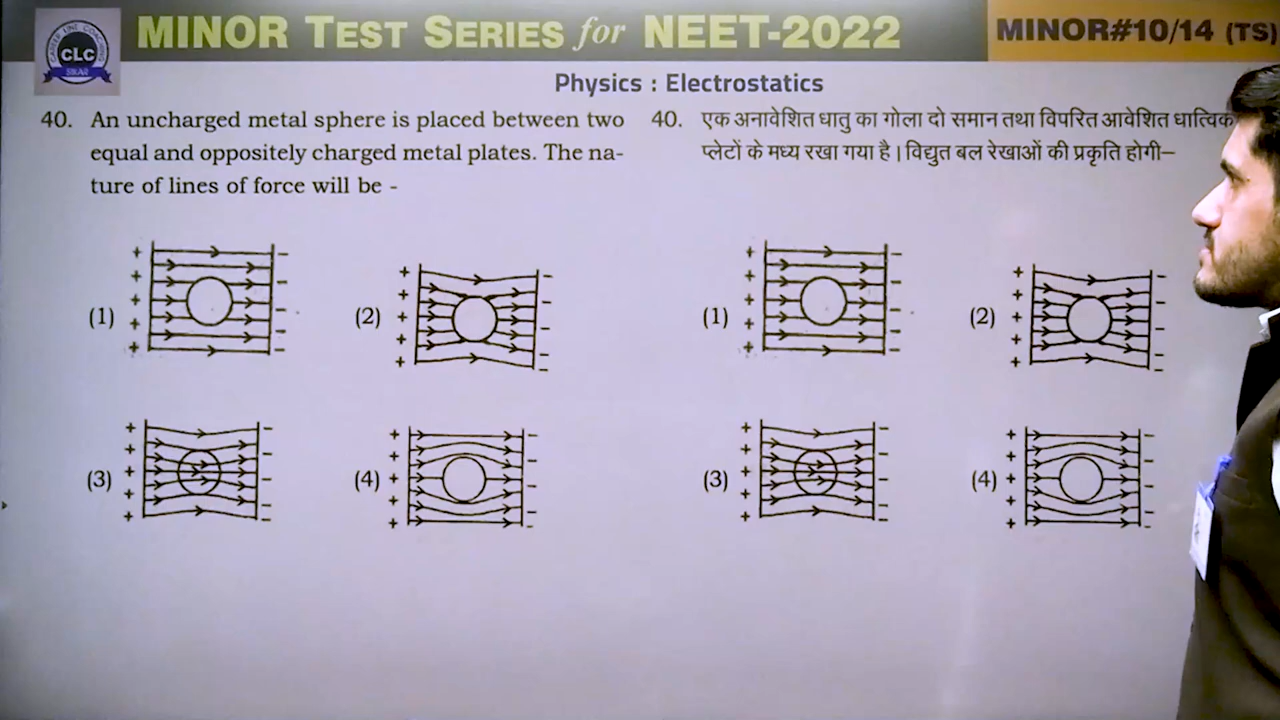 MINOR TEST SERIES for NEET-2022
MINOR#10/14 (TS)
CLC
SIKAR
Physics : Electrostatics
40. An uncharged metal sphere is placed between two
equal and oppositely charged metal plates. The na-
ture of lines of force will be -
(1)
(2)
(3)
(4)
40. एक अनावेशित धातु का गोला दो समान तथा विपरित आवेशित धात्विक
प्लेटों के मध्य रखा गया है। विद्युत बल रेखाओं की प्रकृति होगी–
(1)
(2)
(3)
(4)